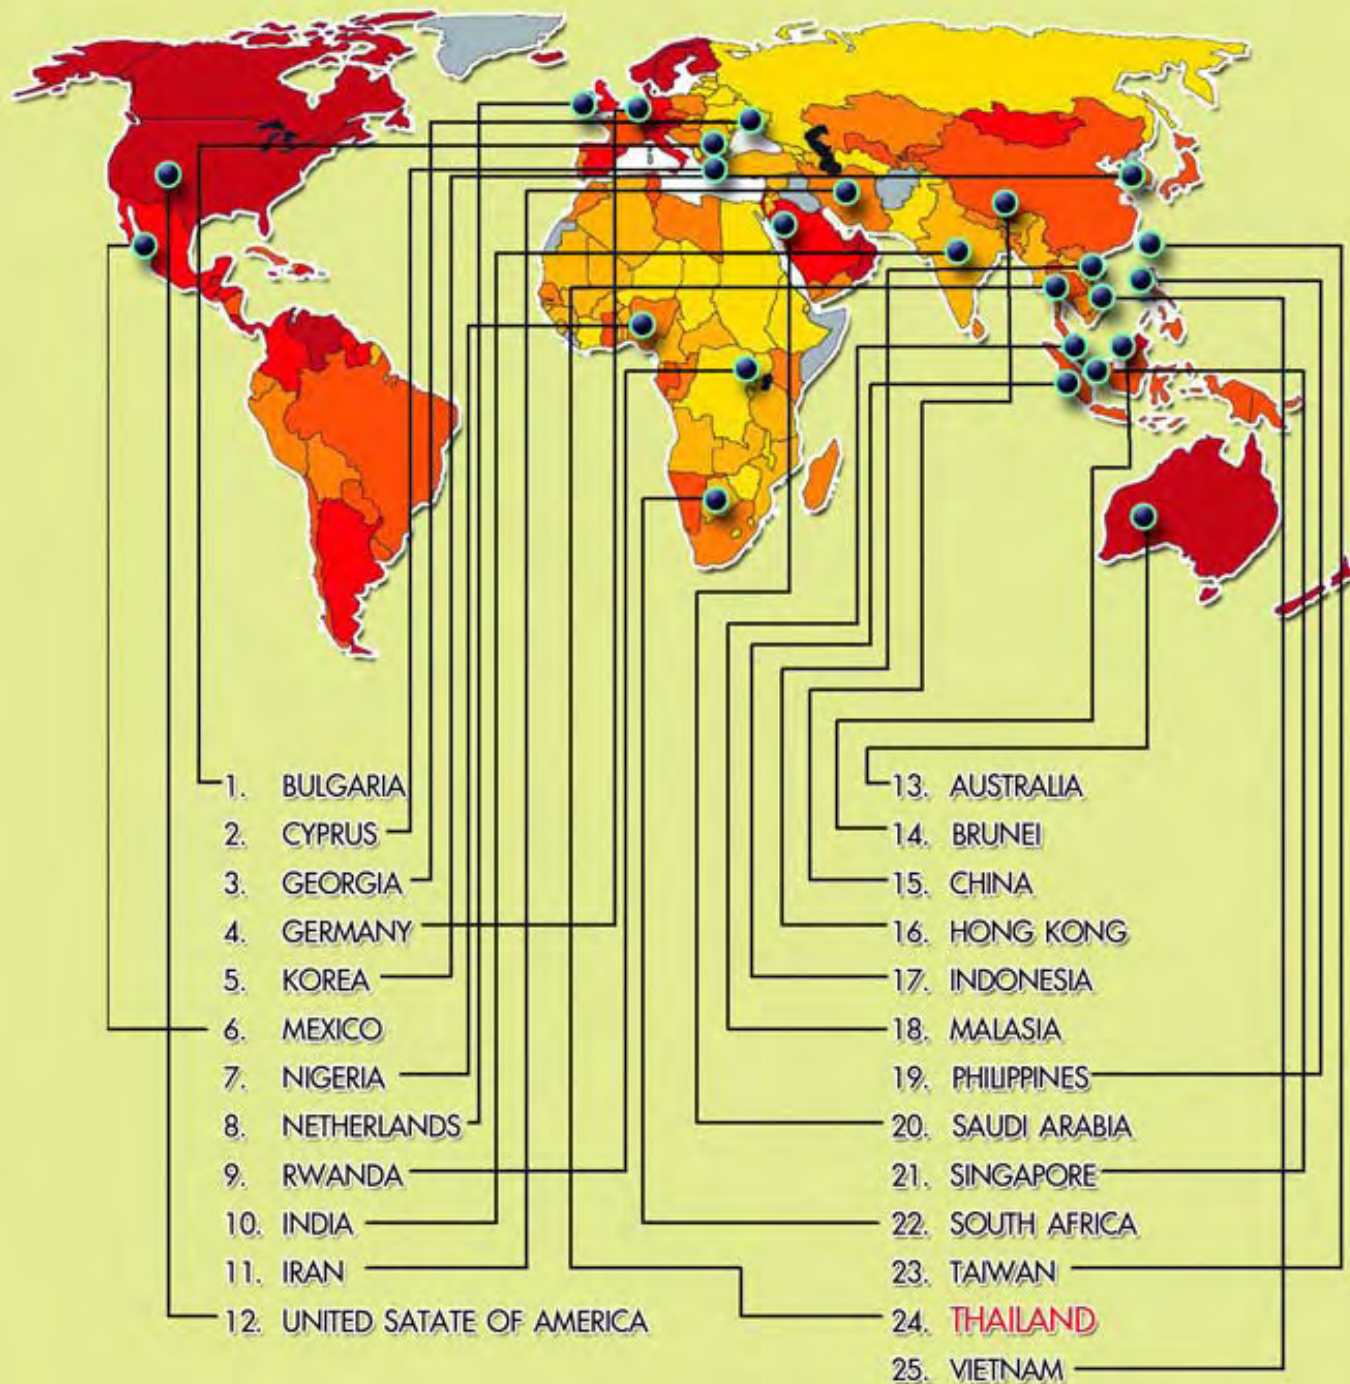 1. BULGARIA
2. CYPRUS
3. GEORGIA
4. GERMANY
5. KOREA
6. MEXICO
7. NIGERIA
8. NETHERLANDS
9. RWANDA
10. INDIA
11. IRAN
12. UNITED SATATE OF AMERICA
13. AUSTRALIA
14. BRUNEI
15. CHINA
16. HONG KONG
17. INDONESIA
18. MALASIA
19. PHILIPPINES
20. SAUDI ARABIA
21. SINGAPORE
22. SOUTH AFRICA
23. TAIWAN
24. THAILAND
25. VIETNAM